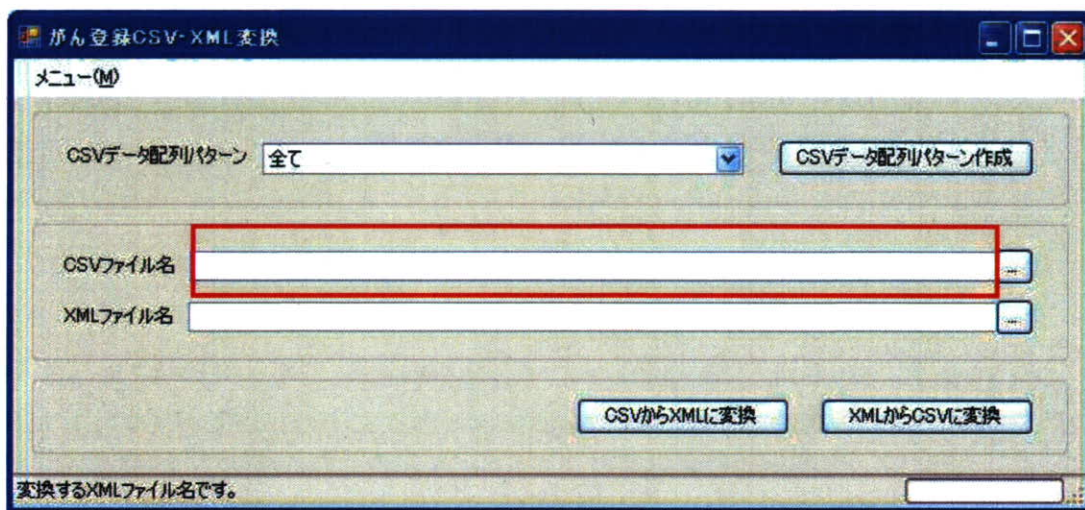 がん登録CSV・XML変換
メニュー(M)
CSVデータ配列パターン 全て CSVデータ配列パターン作成
CSVファイル名 ...
XMLファイル名 ...
CSVからXMLに変換 XMLからCSVに変換
変換するXMLファイル名です。